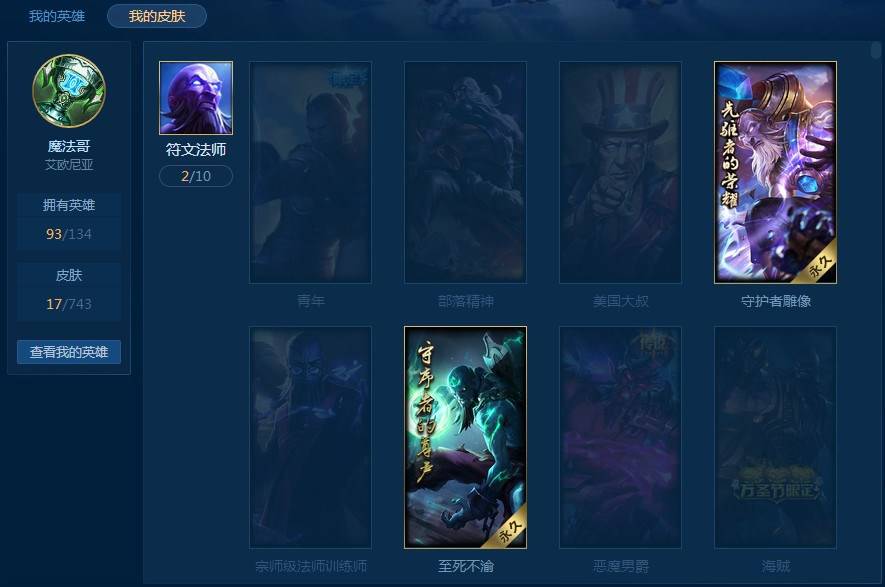 我的英雄
我的皮肤
魔法哥
艾欧尼亚
拥有英雄
93/134
皮肤
17/743
查看我的英雄
符文法师
2/10
限定
青年
部落精神
美国大叔
先驱者的荣耀
永久
守护者雕像
宗师级法师训练师
守序者的尊严
永久
至死不渝
传说
恶魔男爵
万圣节限定
海贼